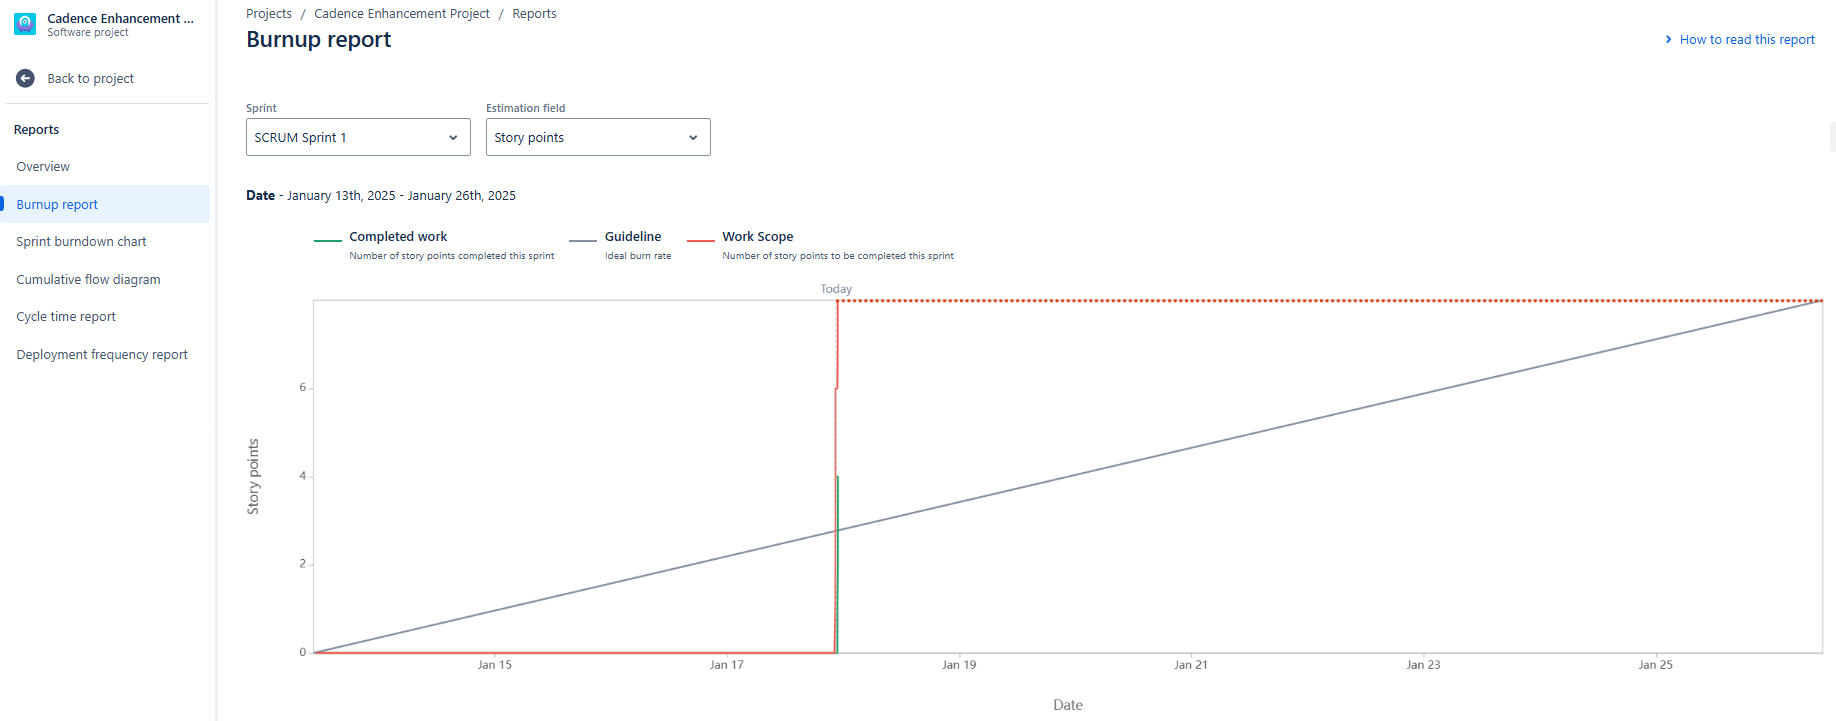 Cadence Enhancement ...
Software project
Back to project
Reports
Overview
Burnup report
Sprint burndown chart
Cumulative flow diagram
Cycle time report
Deployment frequency report
Projects / Cadence Enhancement Project / Reports
Burnup report
How to read this report
Sprint Estimation field
SCRUM Sprint 1 Story points
Date - January 13th, 2025 - January 26th, 2025
Completed work Guideline Work Scope
Number of story points completed this sprint Ideal burn rate Number of story points to be completed this sprint
Today
6
4
2
0
Story points
Jan 15 Jan 17 Jan 19 Jan 21 Jan 23 Jan 25
Date